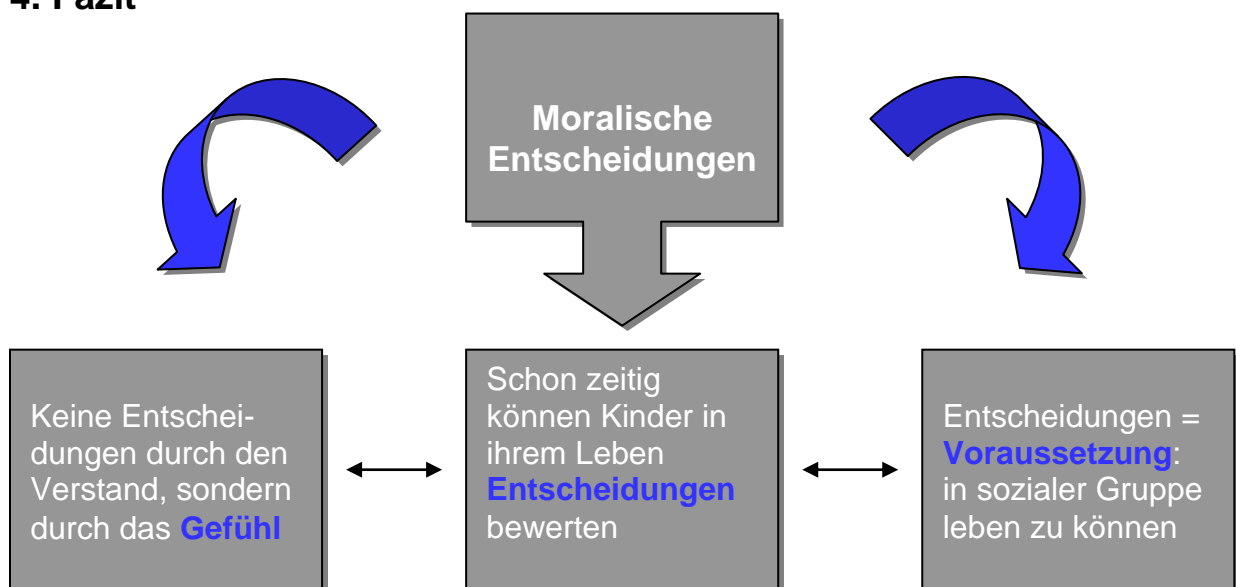 4. Fazit
Moralische
Entscheidungen
Keine Entschei-
dungen durch den
Verstand, sondern
durch das Gefühl
Schon zeitig
können Kinder in
ihrem Leben
Entscheidungen
bewerten
Entscheidungen =
Voraussetzung:
in sozialer Gruppe
leben zu können